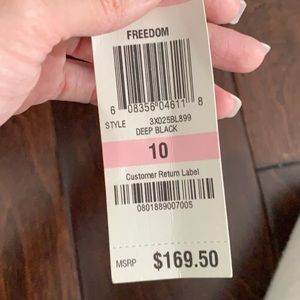 FREEDOM
6 08356 04611 8
STYLE 3X025BL899
DEEP BLACK
10
Customer Return Label
0801889007005
MSRP $169.50